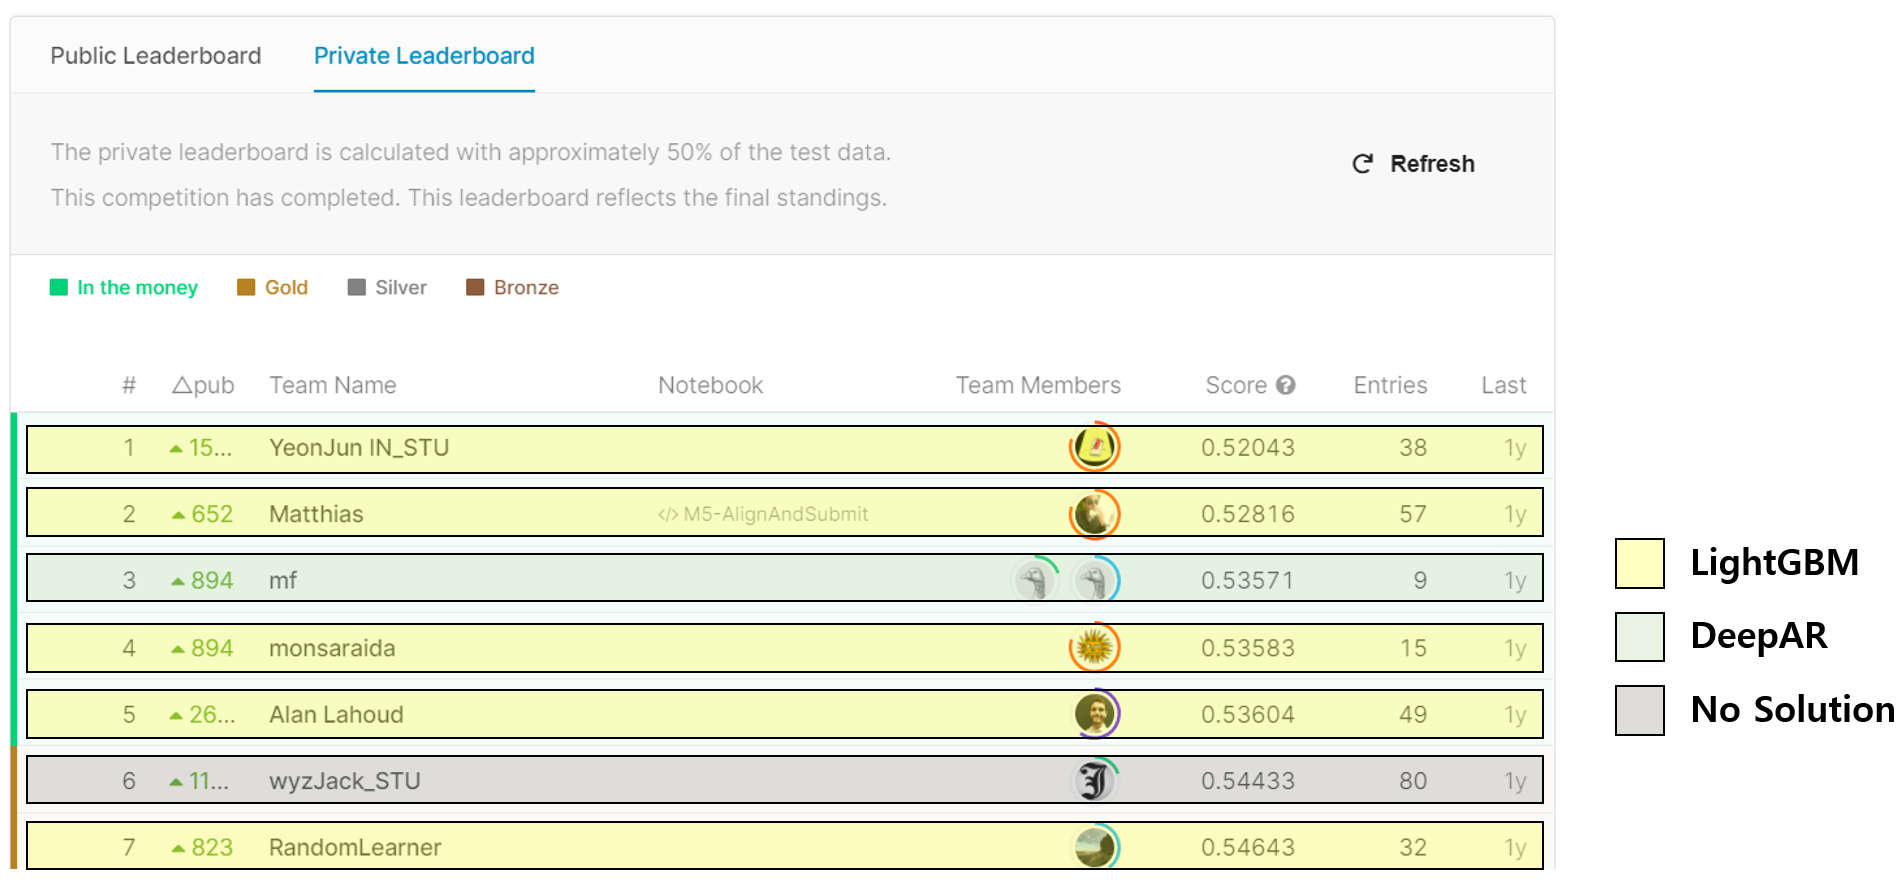 Public Leaderboard Private Leaderboard
The private leaderboard is calculated with approximately 50% of the test data.
This competition has completed. This leaderboard reflects the final standings.
Refresh
In the money Gold Silver Bronze
# △pub Team Name Notebook Team Members Score ? Entries Last
1 ▲ 15... YeonJun IN_STU 0.52043 38 1y
2 ▲ 652 Matthias </> M5-AlignAndSubmit 0.52816 57 1y
3 ▲ 894 mf 0.53571 9 1y
4 ▲ 894 monsaraida 0.53583 15 1y
5 ▲ 26... Alan Lahoud 0.53604 49 1y
6 ▲ 11... wyzJack_STU 0.54433 80 1y
7 ▲ 823 RandomLearner 0.54643 32 1y
LightGBM
DeepAR
No Solution